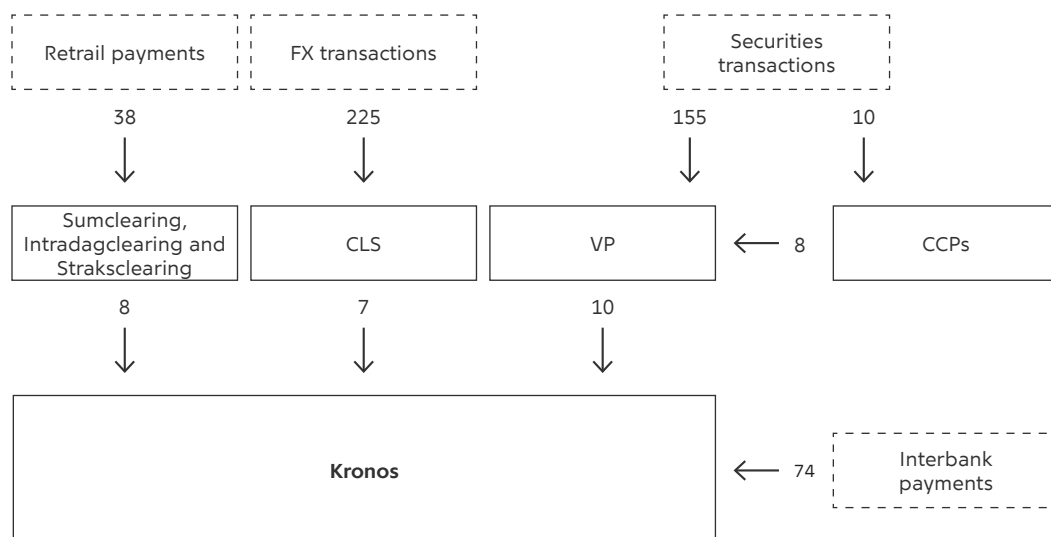 Retrail payments
FX transactions
Securities
transactions
38
225
155
10
Sumclearing,
Intradagclearing and
Straksclearing
CLS
VP
8
CCPs
8
7
10
Kronos
74
Interbank
payments